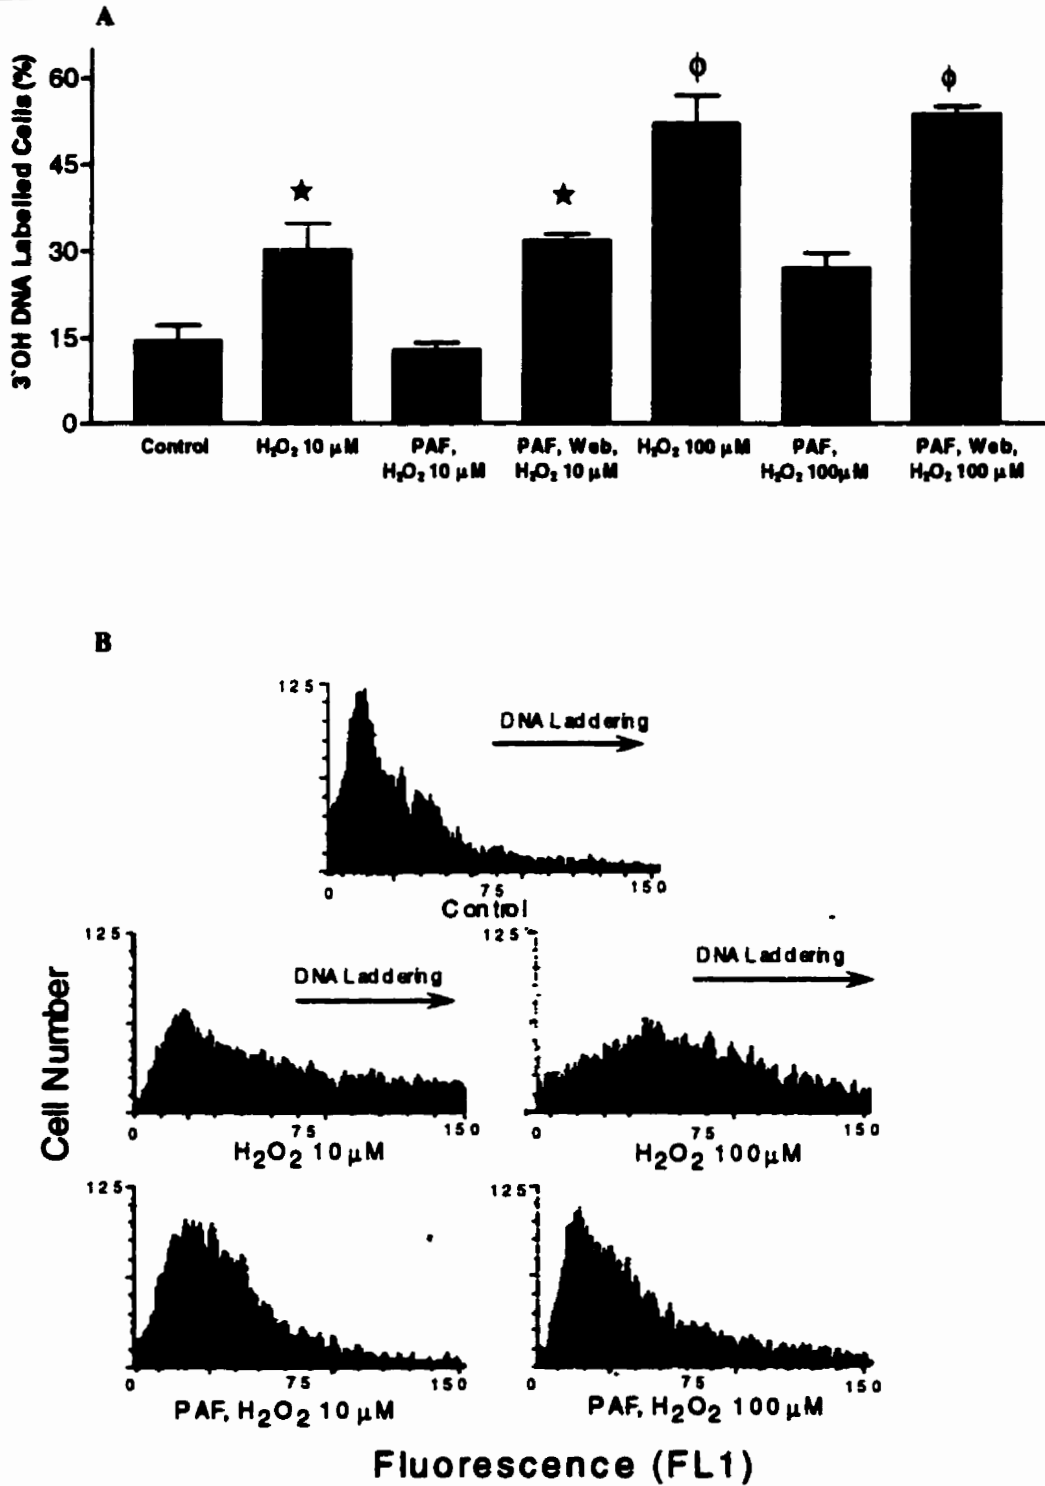 A
3`OH DNA Labelled Cells (%)
60
45
30
15
0
Control
H₂O₂ 10 μM
PAF,
H₂O₂ 10 μM
PAF, Web,
H₂O₂ 10 μM
H₂O₂ 100 μM
PAF,
H₂O₂ 100μM
PAF, Web,
H₂O₂ 100 μM
★
★
ϕ
ϕ
B
125
DNA Laddering
0 75 150
Control
Cell Number
125
DNA Laddering
0 75 150
H₂O₂ 10 μM
125
DNA Laddering
0 75 150
H₂O₂ 100μM
125
0 75 150
PAF, H₂O₂ 10 μM
125
0 75 150
PAF, H₂O₂ 100 μM
Fluorescence (FL1)